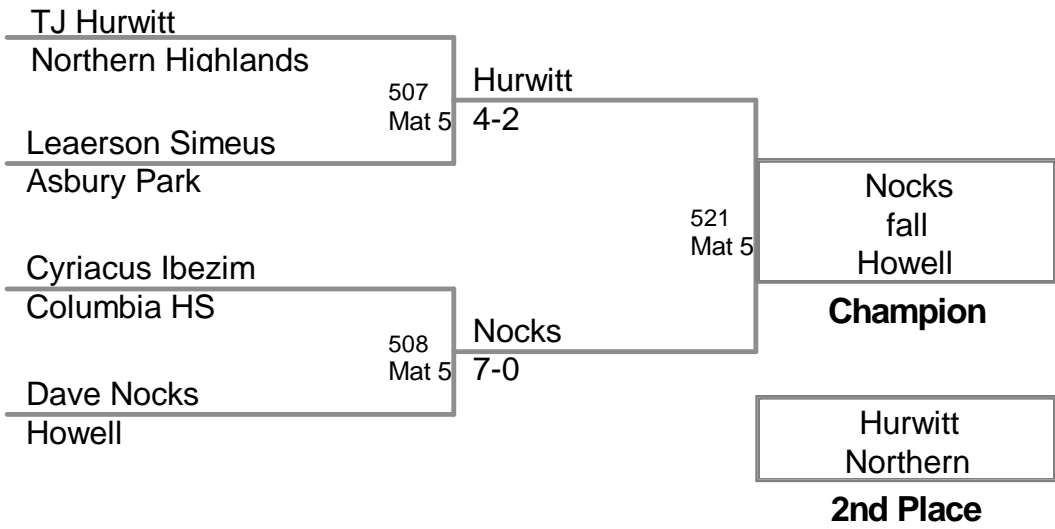 TJ Hurwitt
Northern Highlands
507
Mat 5
Hurwitt
4-2
Leaerson Simeus
Asbury Park
521
Mat 5
Nocks
fall
Howell
Champion
Cyriacus Ibezim
Columbia HS
508
Mat 5
Nocks
7-0
Dave Nocks
Howell
Hurwitt
Northern
2nd Place